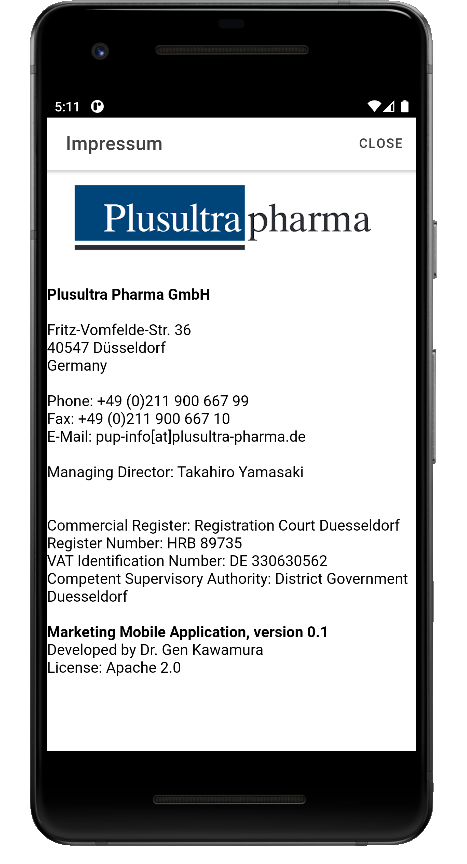 5:11
Impressum
CLOSE
Plusultra pharma
Plusultra Pharma GmbH
Fritz-Vomfelde-Str. 36
40547 Düsseldorf
Germany
Phone: +49 (0)211 900 667 99
Fax: +49 (0)211 900 667 10
E-Mail: pup-info[at]plusultra-pharma.de
Managing Director: Takahiro Yamasaki
Commercial Register: Registration Court Duesseldorf
Register Number: HRB 89735
VAT Identification Number: DE 330630562
Competent Supervisory Authority: District Government
Duesseldorf
Marketing Mobile Application, version 0.1
Developed by Dr. Gen Kawamura
License: Apache 2.0